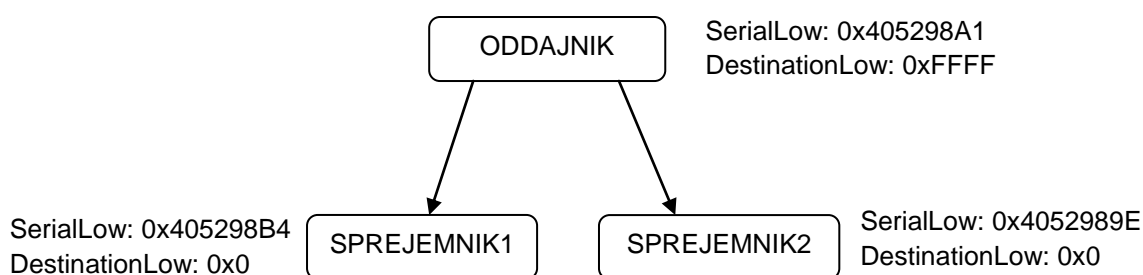 ODDAJNIK
SerialLow: 0x405298A1
DestinationLow: 0xFFFF
SerialLow: 0x405298B4
DestinationLow: 0x0
SPREJEMNIK1
SPREJEMNIK2
SerialLow: 0x4052989E
DestinationLow: 0x0